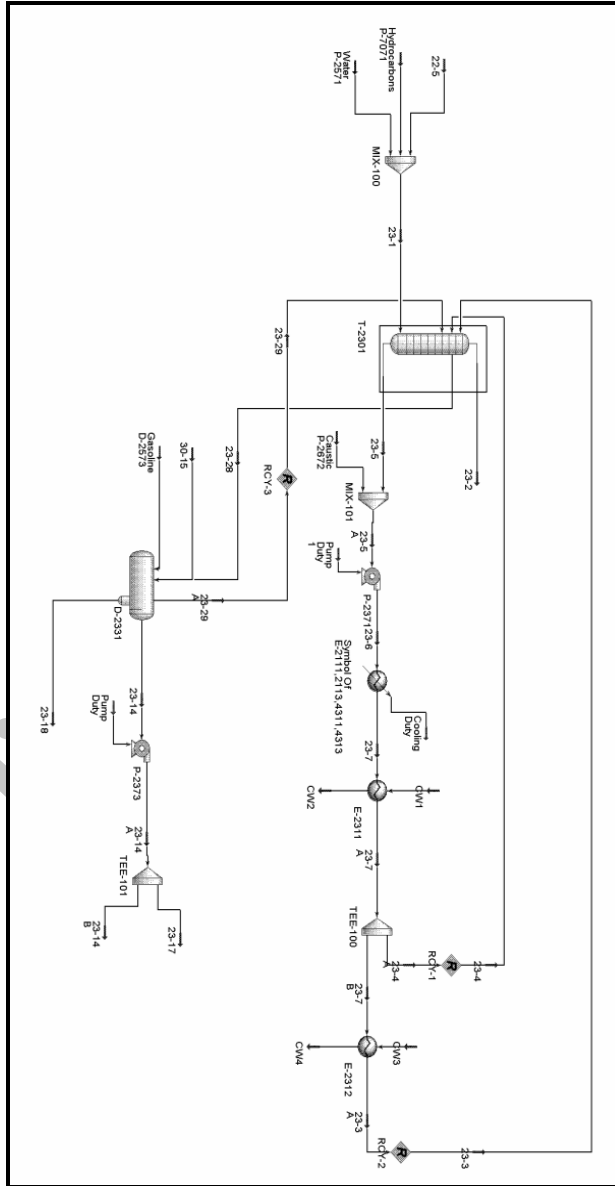 Water
P-2571
Hydrocarbons
P-7071
22-5
MIX-100
23-1
T-2301
23-29
23-28
23-5
23-2
Caustic
P-2672
MIX-101
23-5
A
Pump Duty
1
P-2371
23-6
Symbol Of
E-2111,2113,4311,4313
Cooling
Duty
23-7
CW1
CW2
E-2311
23-7
A
TEE-100
23-4
A
RCY-1
23-4
23-7
B
CW3
CW4
E-2312
23-3
A
RCY-2
23-3
Gasoline
D-2573
30-15
RCY-3
R
R
R
23-29
A
D-2331
23-18
23-14
Pump
Duty
P-2373
23-14
A
TEE-101
23-14
B
23-17